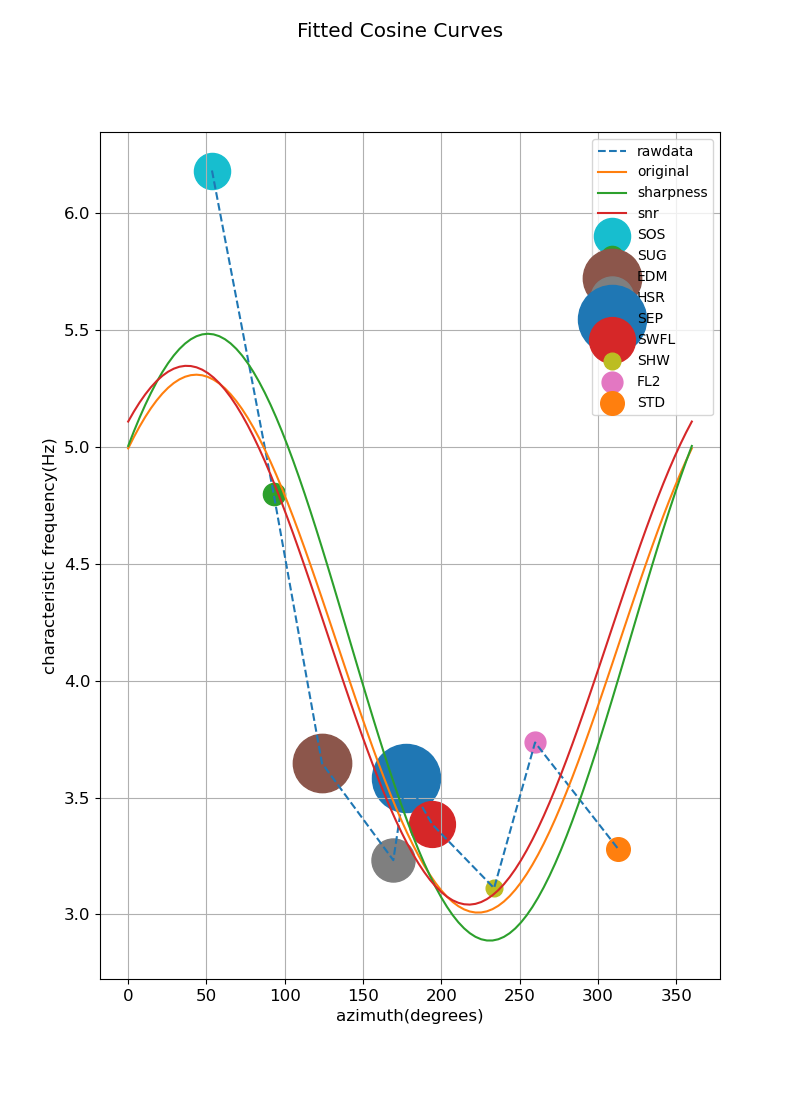 Fitted Cosine Curves
rawdata
original
sharpness
snr
SOS
SUG
EDM
HSR
SEP
SWFL
SHW
FL2
STD
6.0
5.5
5.0
4.5
4.0
3.5
3.0
characteristic frequency(Hz)
0 50 100 150 200 250 300 350
azimuth(degrees)